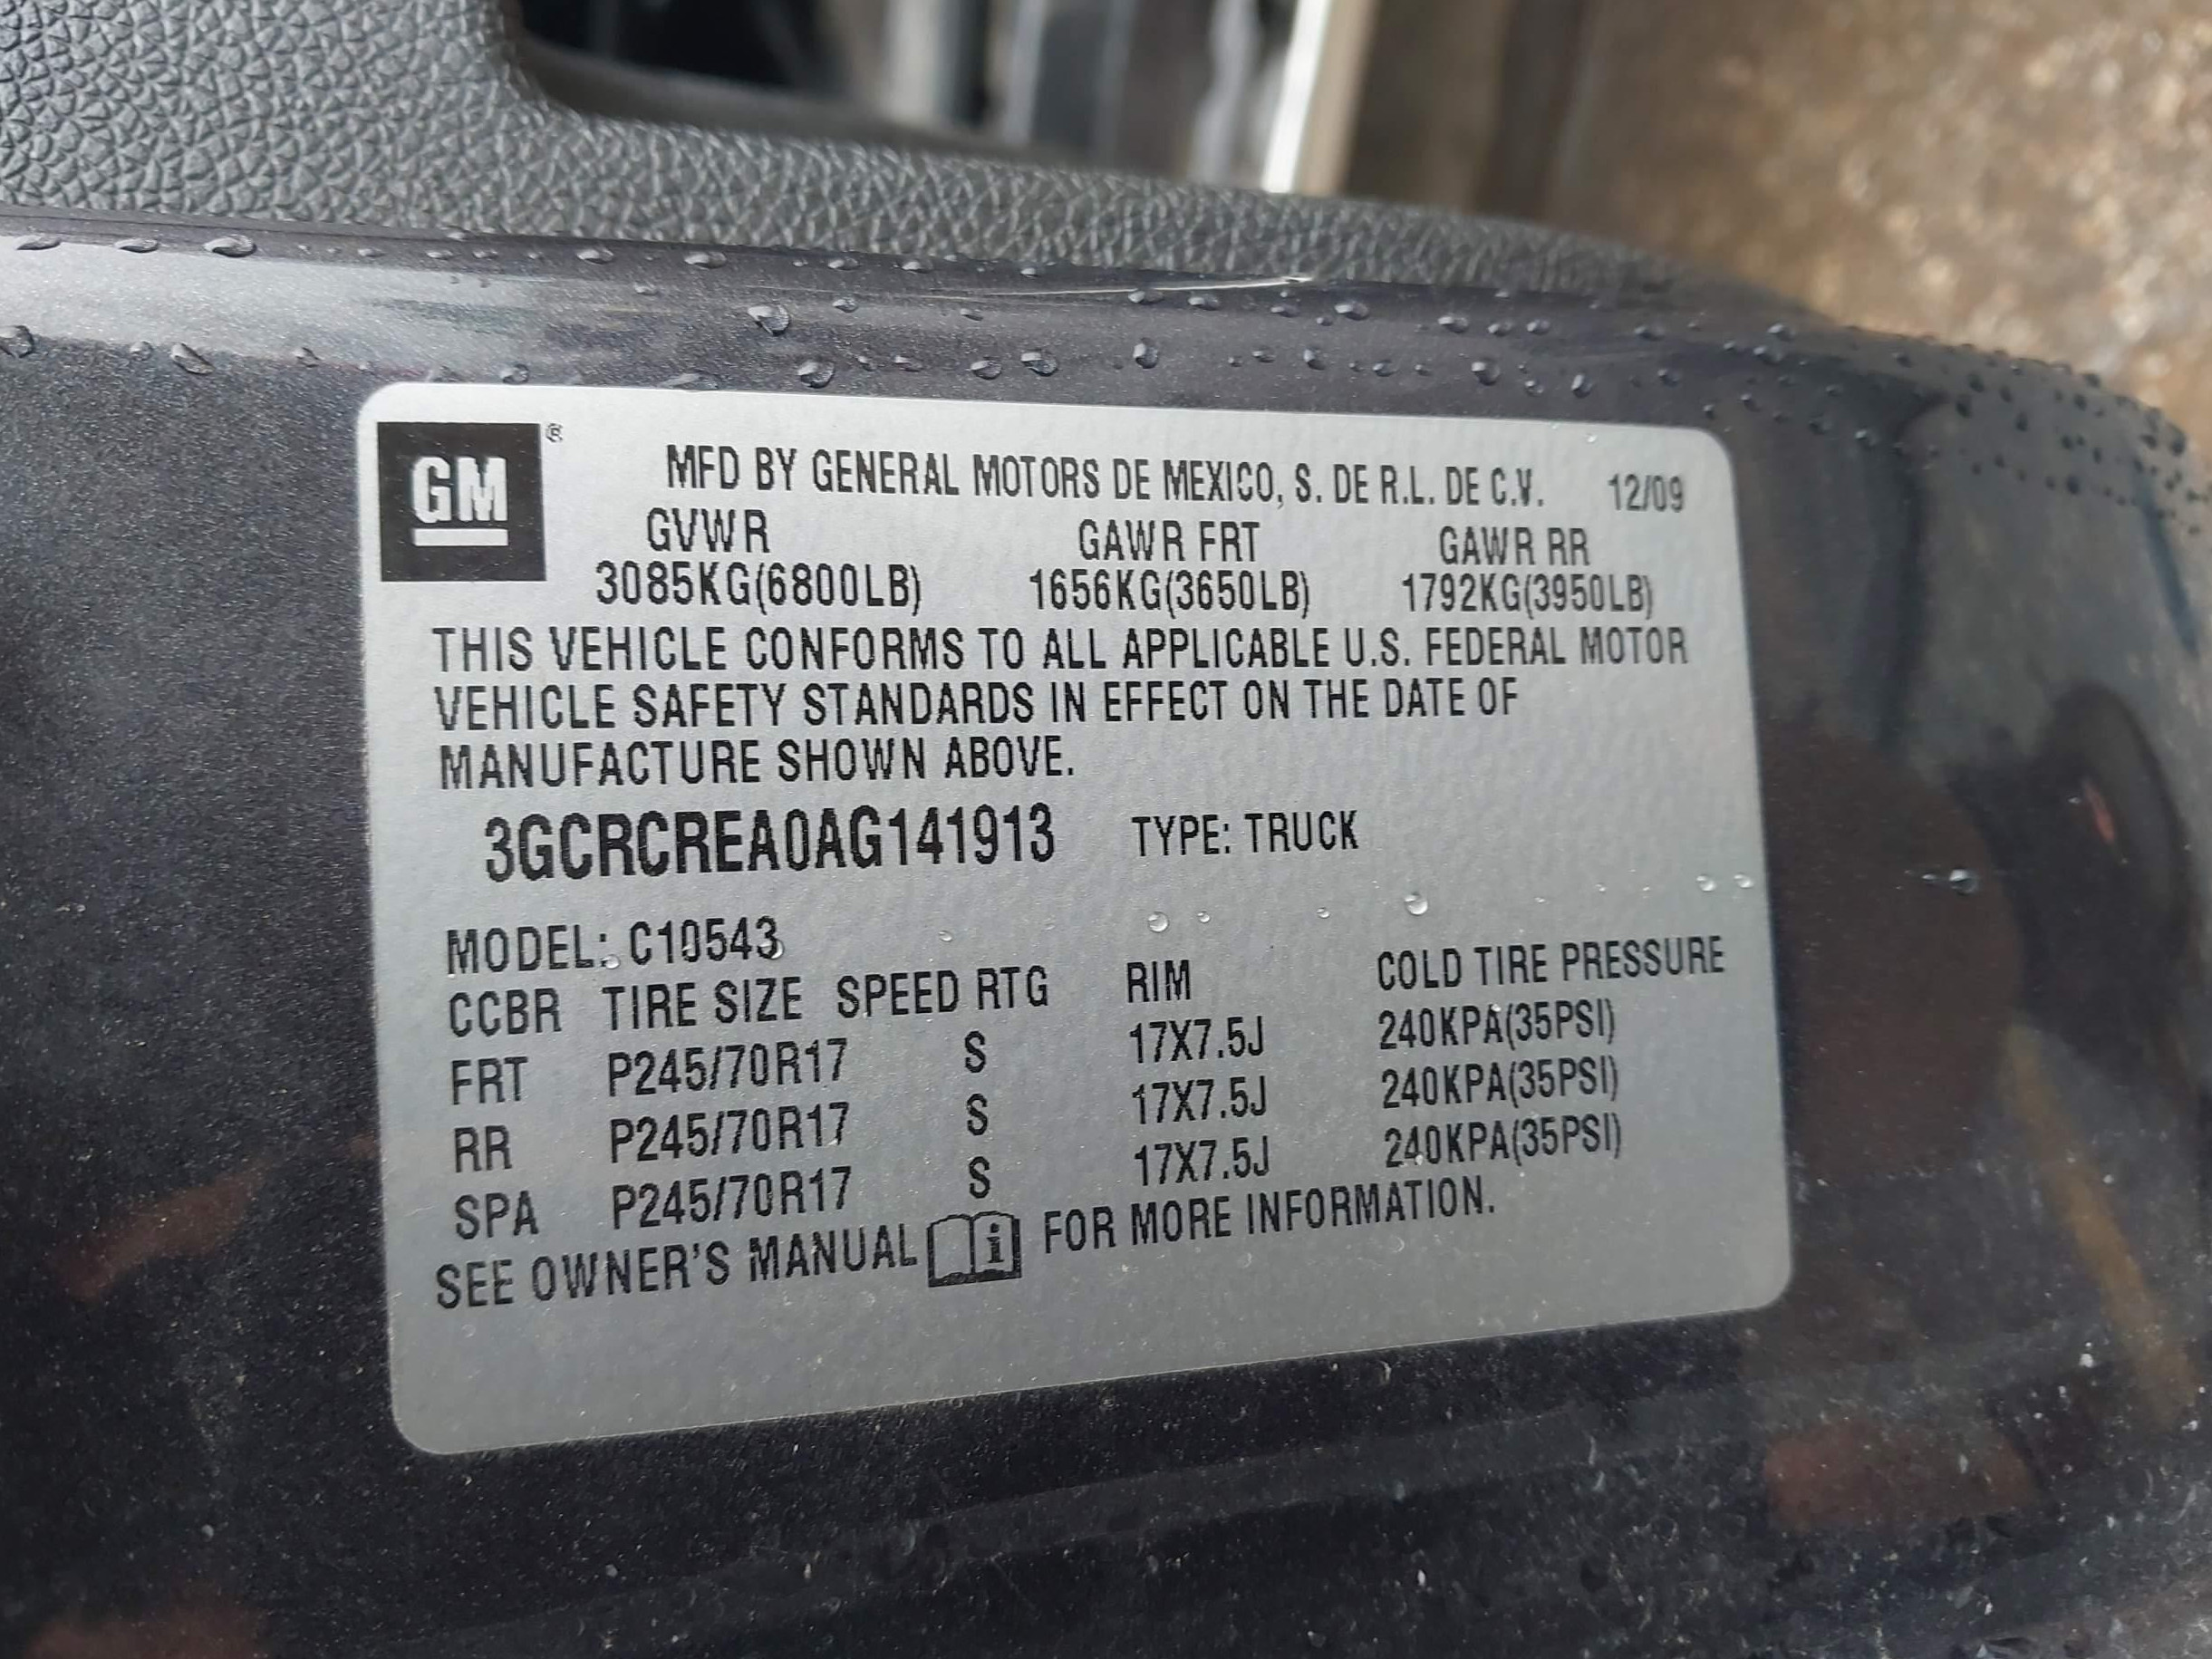 GM®
MFD BY GENERAL MOTORS DE MEXICO, S. DE R.L. DE C.V. 12/09
GVWR GAWR FRT GAWR RR
3085KG(6800LB) 1656KG(3650LB) 1792KG(3950LB)
THIS VEHICLE CONFORMS TO ALL APPLICABLE U.S. FEDERAL MOTOR
VEHICLE SAFETY STANDARDS IN EFFECT ON THE DATE OF
MANUFACTURE SHOWN ABOVE.
3GCRCREA0AG141913 TYPE: TRUCK
MODEL: C10543
CCBR TIRE SIZE SPEED RTG RIM COLD TIRE PRESSURE
FRT P245/70R17 S 17X7.5J 240KPA(35PSI)
RR P245/70R17 S 17X7.5J 240KPA(35PSI)
SPA P245/70R17 S 17X7.5J 240KPA(35PSI)
SEE OWNER'S MANUAL i FOR MORE INFORMATION.